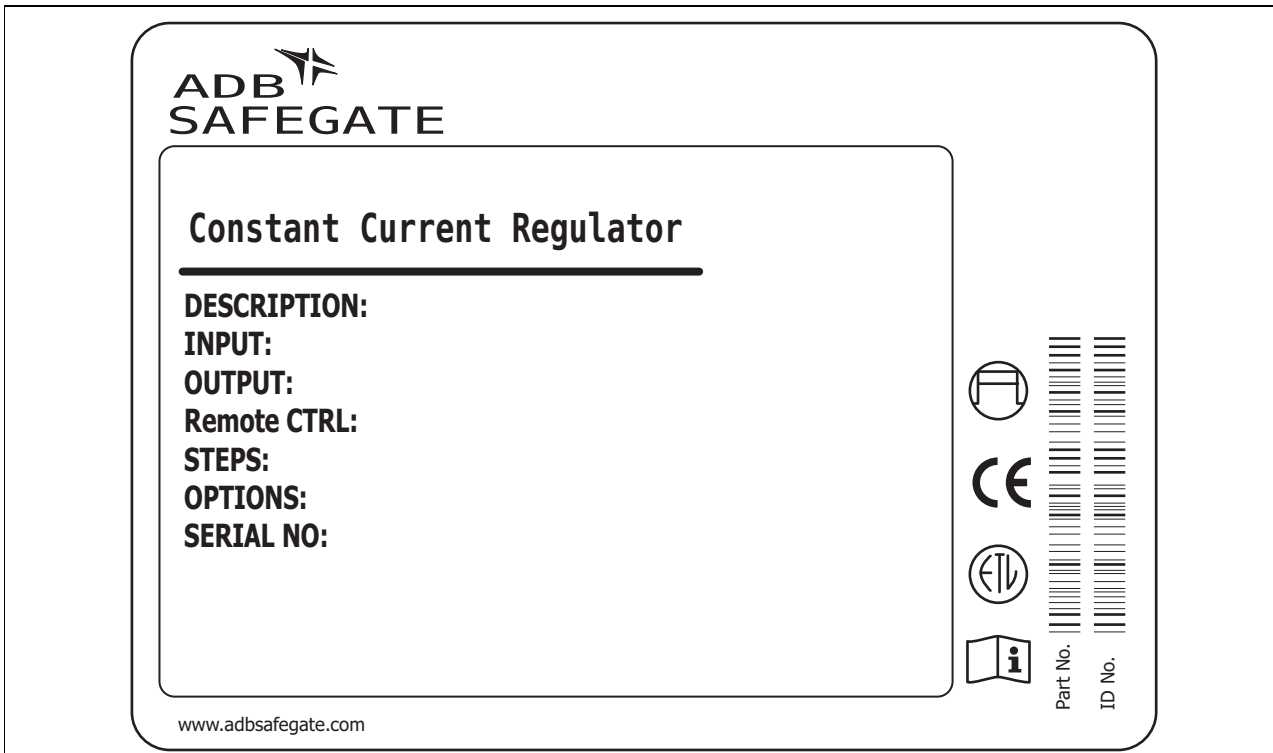 ADB
SAFEGATE
Constant Current Regulator
DESCRIPTION:
INPUT:
OUTPUT:
Remote CTRL:
STEPS:
OPTIONS:
SERIAL NO:
CE
ETL
i
Part No.
ID No.
www.adbsafegate.com